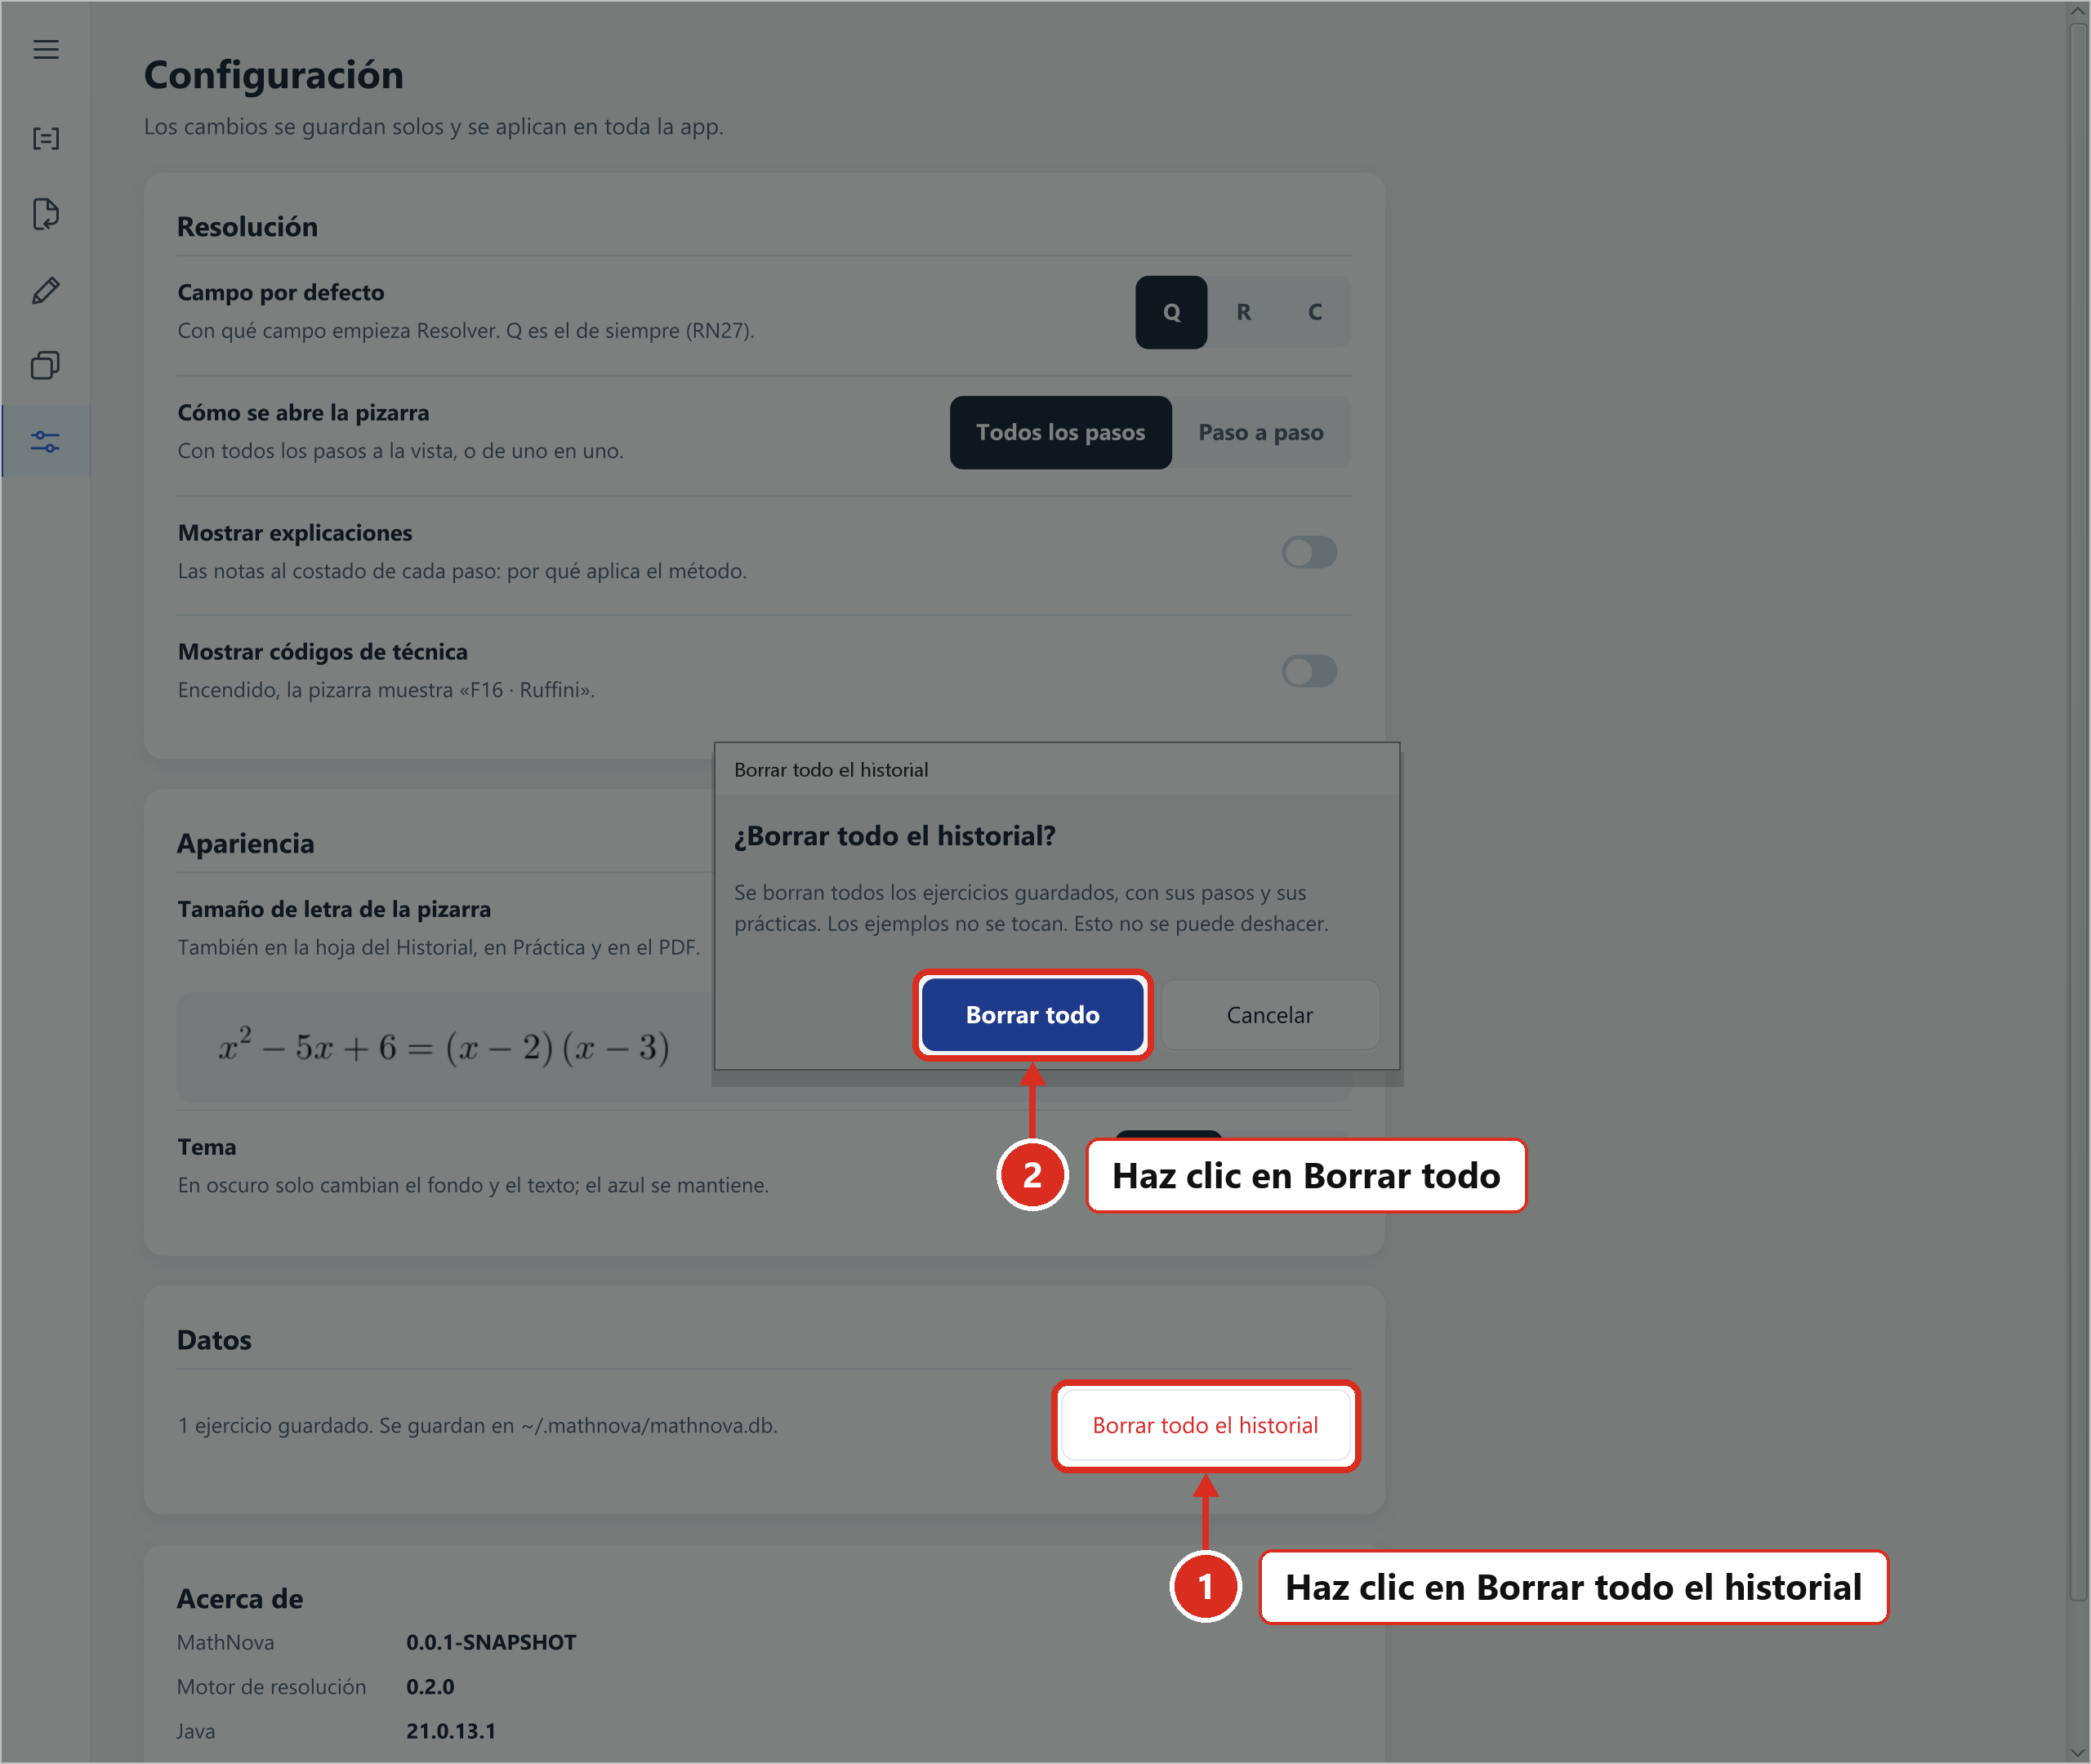 Configuración
Los cambios se guardan solos y se aplican en toda la app.
Resolución
Campo por defecto
Con qué campo empieza Resolver. Q es el de siempre (RN27).
Q R C
Cómo se abre la pizarra
Con todos los pasos a la vista, o de uno en uno.
Todos los pasos Paso a paso
Mostrar explicaciones
Las notas al costado de cada paso: por qué aplica el método.
Mostrar códigos de técnica
Encendido, la pizarra muestra «F16 · Ruffini».
Borrar todo el historial
¿Borrar todo el historial?
Se borran todos los ejercicios guardados, con sus pasos y sus
prácticas. Los ejemplos no se tocan. Esto no se puede deshacer.
Borrar todo Cancelar
2 Haz clic en Borrar todo
Apariencia
Tamaño de letra de la pizarra
También en la hoja del Historial, en Práctica y en el PDF.
x² − 5x + 6 = (x − 2) (x − 3)
Tema
En oscuro solo cambian el fondo y el texto; el azul se mantiene.
Datos
1 ejercicio guardado. Se guardan en ~/.mathnova/mathnova.db.
Borrar todo el historial
1 Haz clic en Borrar todo el historial
Acerca de
MathNova 0.0.1-SNAPSHOT
Motor de resolución 0.2.0
Java 21.0.13.1